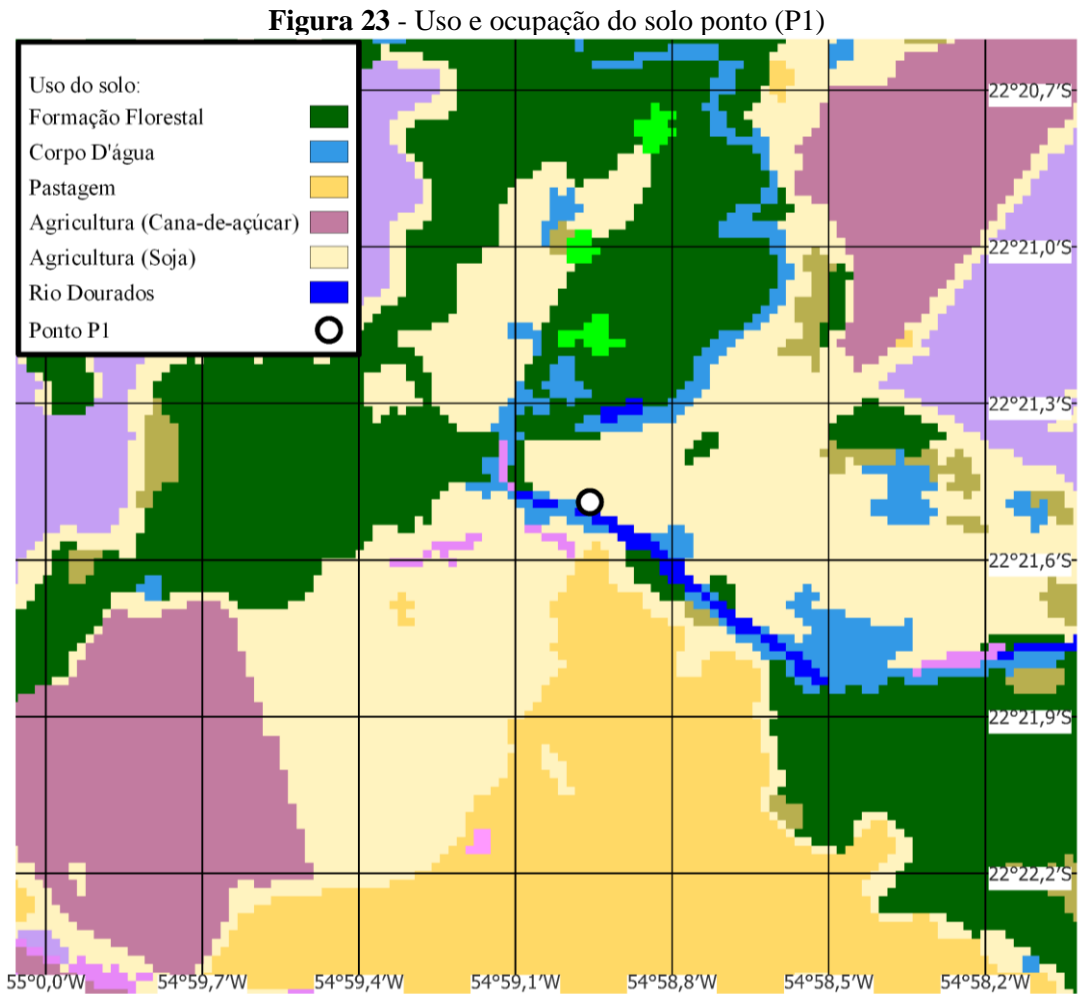 Figura 23 - Uso e ocupação do solo ponto (P1)
Uso do solo:
Formação Florestal
Corpo D'água
Pastagem
Agricultura (Cana-de-açúcar)
Agricultura (Soja)
Rio Dourados
Ponto P1
22°20,7'S
22°21,0'S
22°21,3'S
22°21,6'S
22°21,9'S
22°22,2'S
55°0,0'W 54°59,7'W 54°59,4'W 54°59,1'W 54°58,8'W 54°58,5'W 54°58,2'W